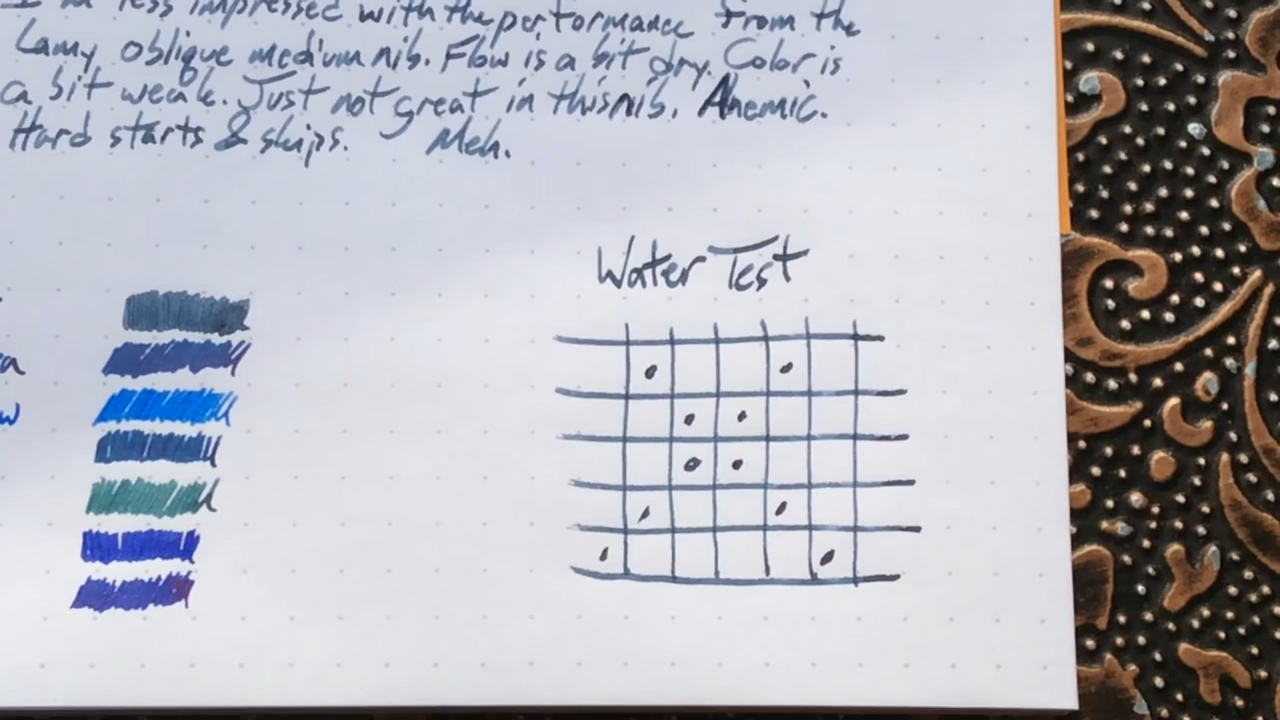 I'm less impressed with the performance from the
Lamy oblique medium nib. Flow is a bit dry. Color is
a bit weak. Just not great in this nib. Anemic.
Hard starts & skips. Meh.
Water Test